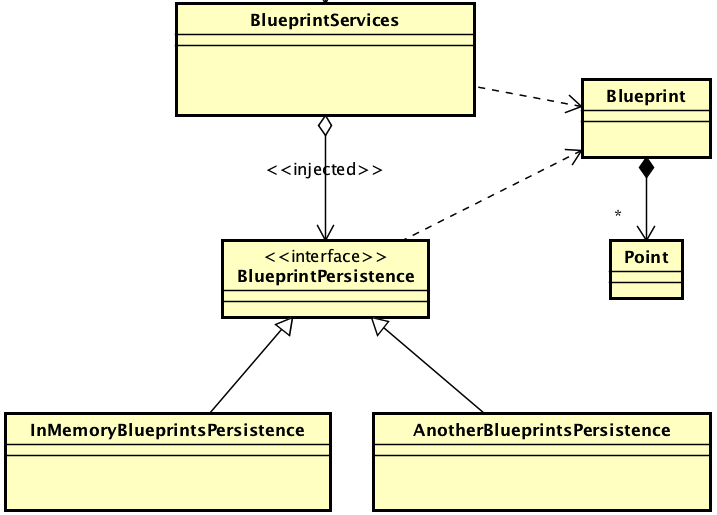 BlueprintServices
Blueprint
<<injected>>
*
<<interface>>
BlueprintPersistence
Point
InMemoryBlueprintsPersistence
AnotherBlueprintsPersistence